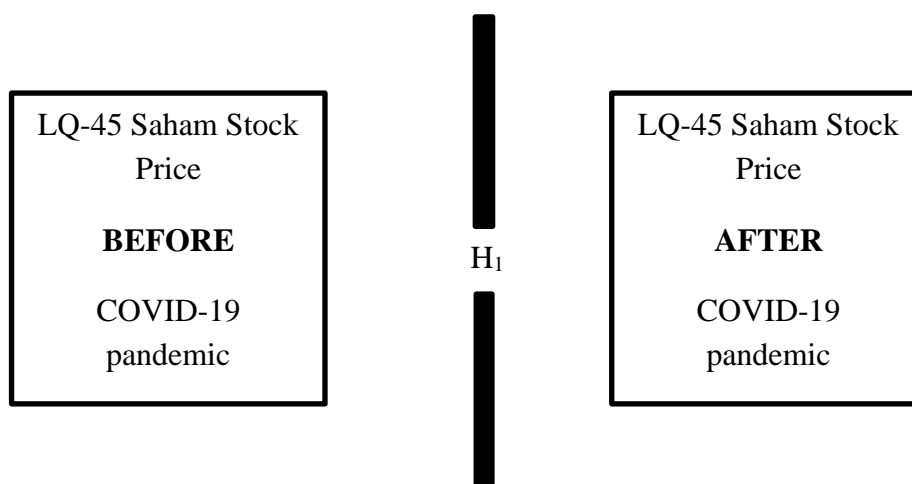 LQ-45 Saham Stock
Price
BEFORE
COVID-19
pandemic
H₁
LQ-45 Saham Stock
Price
AFTER
COVID-19
pandemic